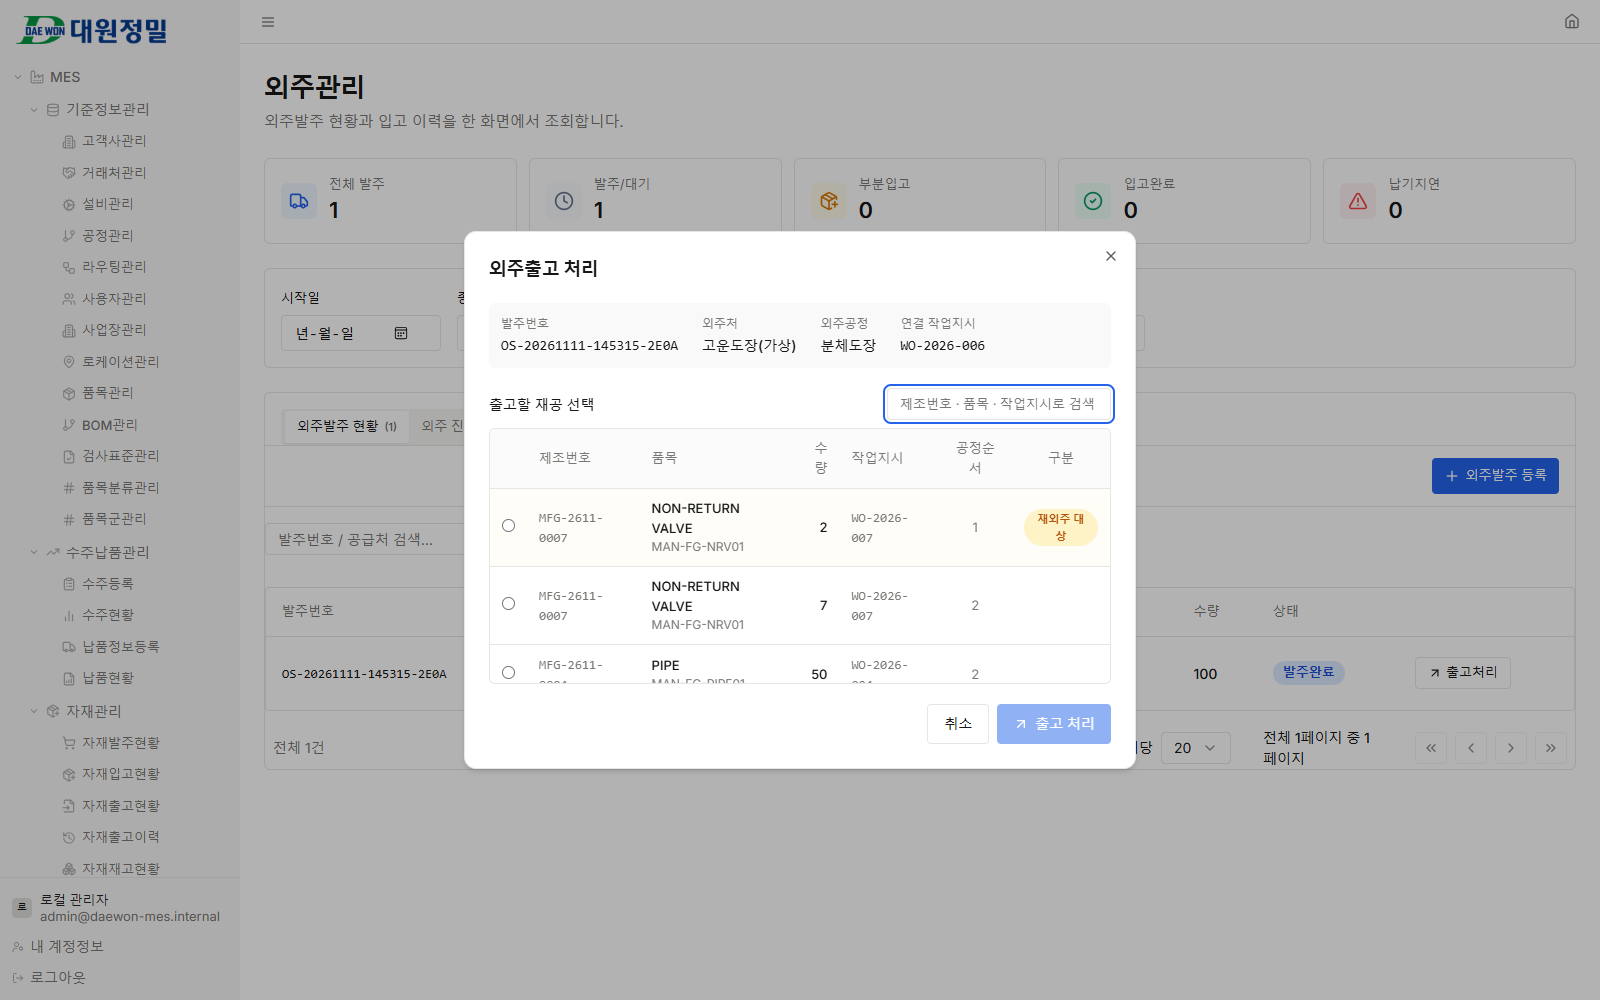 DAE WON 대원정밀
MES
기준정보관리
고객사관리
거래처관리
설비관리
공정관리
라우팅관리
사용자관리
사업장관리
로케이션관리
품목관리
BOM관리
검사표준관리
품목분류관리
품목군관리
수주납품관리
수주등록
수주현황
납품정보등록
납품현황
자재관리
자재발주현황
자재입고현황
자재출고현황
자재출고이력
자재재고현황
로
로컬 관리자
admin@daewon-mes.internal
내 계정정보
로그아웃
외주관리
외주발주 현황과 입고 이력을 한 화면에서 조회합니다.
전체 발주
1
발주/대기
1
부분입고
0
입고완료
0
납기지연
0
시작일
년-월-일
외주발주 현황 (1)
외주 진
외주발주 등록
발주번호 / 공급처 검색...
발주번호
수량
상태
OS-20261111-145315-2E0A
100
발주완료
출고처리
전체 1건
당
20
전체 1페이지 중 1
페이지
외주출고 처리
발주번호
외주처
외주공정
연결 작업지시
OS-20261111-145315-2E0A
고운도장(가상)
분체도장
WO-2026-006
출고할 재공 선택
제조번호 · 품목 · 작업지시로 검색
제조번호
품목
수
량
작업지시
공정순
서
구분
MFG-2611-
0007
NON-RETURN
VALVE
MAN-FG-NRV01
2
WO-2026-
007
1
재외주 대
상
MFG-2611-
0007
NON-RETURN
VALVE
MAN-FG-NRV01
7
WO-2026-
007
2
MFG-2611-
PIPE
MAN-FG-PIPE01
50
WO-2026-
2
취소
출고 처리